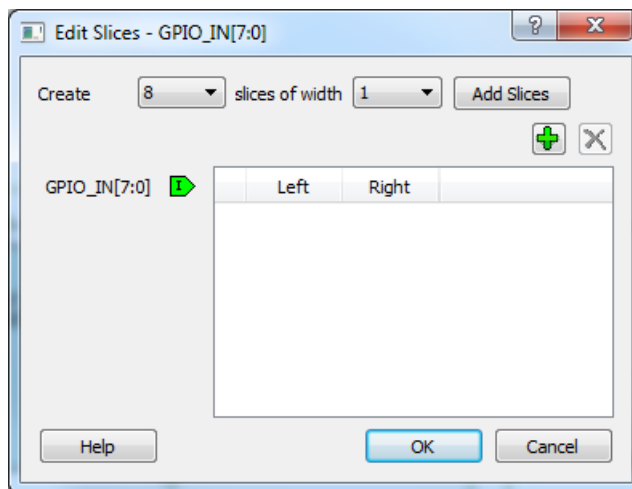 Edit Slices - GPIO_IN[7:0]
Create 8 slices of width 1 Add Slices
GPIO_IN[7:0] I Left Right
Help OK Cancel